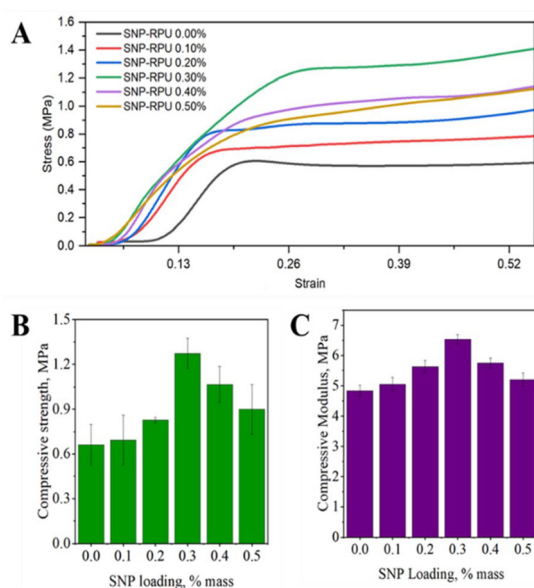 A
SNP-RPU 0.00%
SNP-RPU 0.10%
SNP-RPU 0.20%
SNP-RPU 0.30%
SNP-RPU 0.40%
SNP-RPU 0.50%
Stress (MPa)
1.6
1.4
1.2
1.0
0.8
0.6
0.4
0.2
0.0
0.13 0.26 0.39 0.52
Strain
B
Compressive strength, MPa
1.5
1.2
0.9
0.6
0.3
0.0
0.0 0.1 0.2 0.3 0.4 0.5
SNP loading, % mass
C
Compressive Modulus, MPa
7
6
5
4
3
2
1
0
0.0 0.1 0.2 0.3 0.4 0.5
SNP Loading, % mass